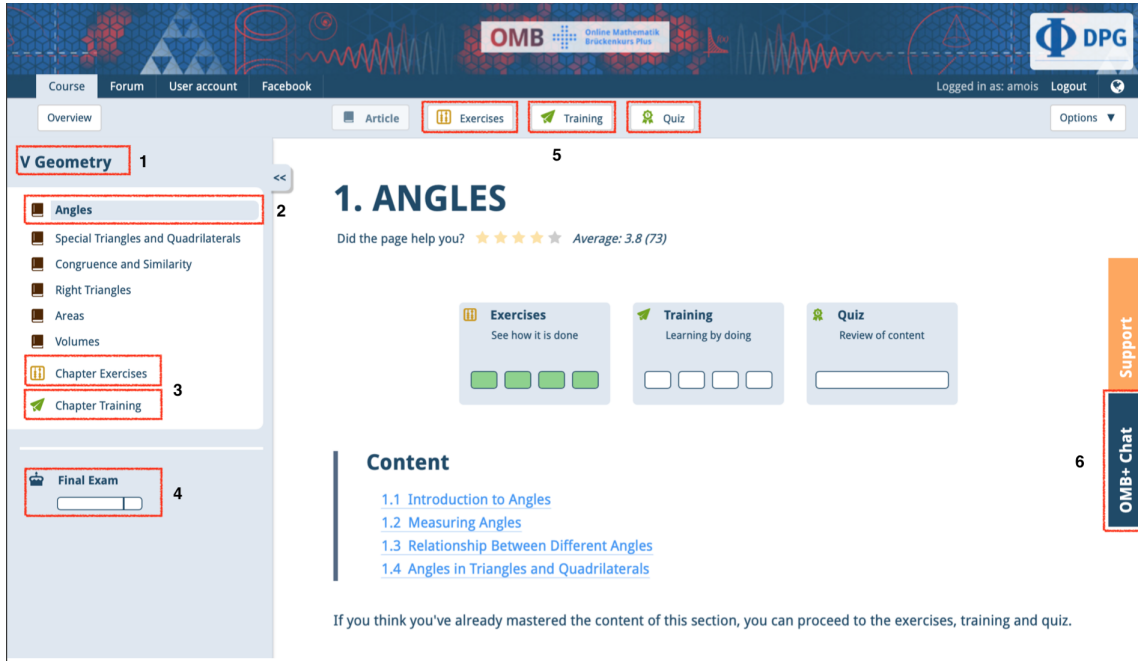 OMB Online Mathematik
Brückenkurs Plus
f(x)
Φ DPG
Course Forum User account Facebook
Logged in as: amois Logout
Overview
Article Exercises Training Quiz
Options ▼
5
V Geometry 1
<<
Angles 2
Special Triangles and Quadrilaterals
Congruence and Similarity
Right Triangles
Areas
Volumes
Chapter Exercises
3
Chapter Training
Final Exam
4
1. ANGLES
Did the page help you? Average: 3.8 (73)
Exercises
See how it is done
Training
Learning by doing
Quiz
Review of content
Content
1.1 Introduction to Angles
1.2 Measuring Angles
1.3 Relationship Between Different Angles
1.4 Angles in Triangles and Quadrilaterals
If you think you've already mastered the content of this section, you can proceed to the exercises, training and quiz.
Support
6
OMB+ Chat